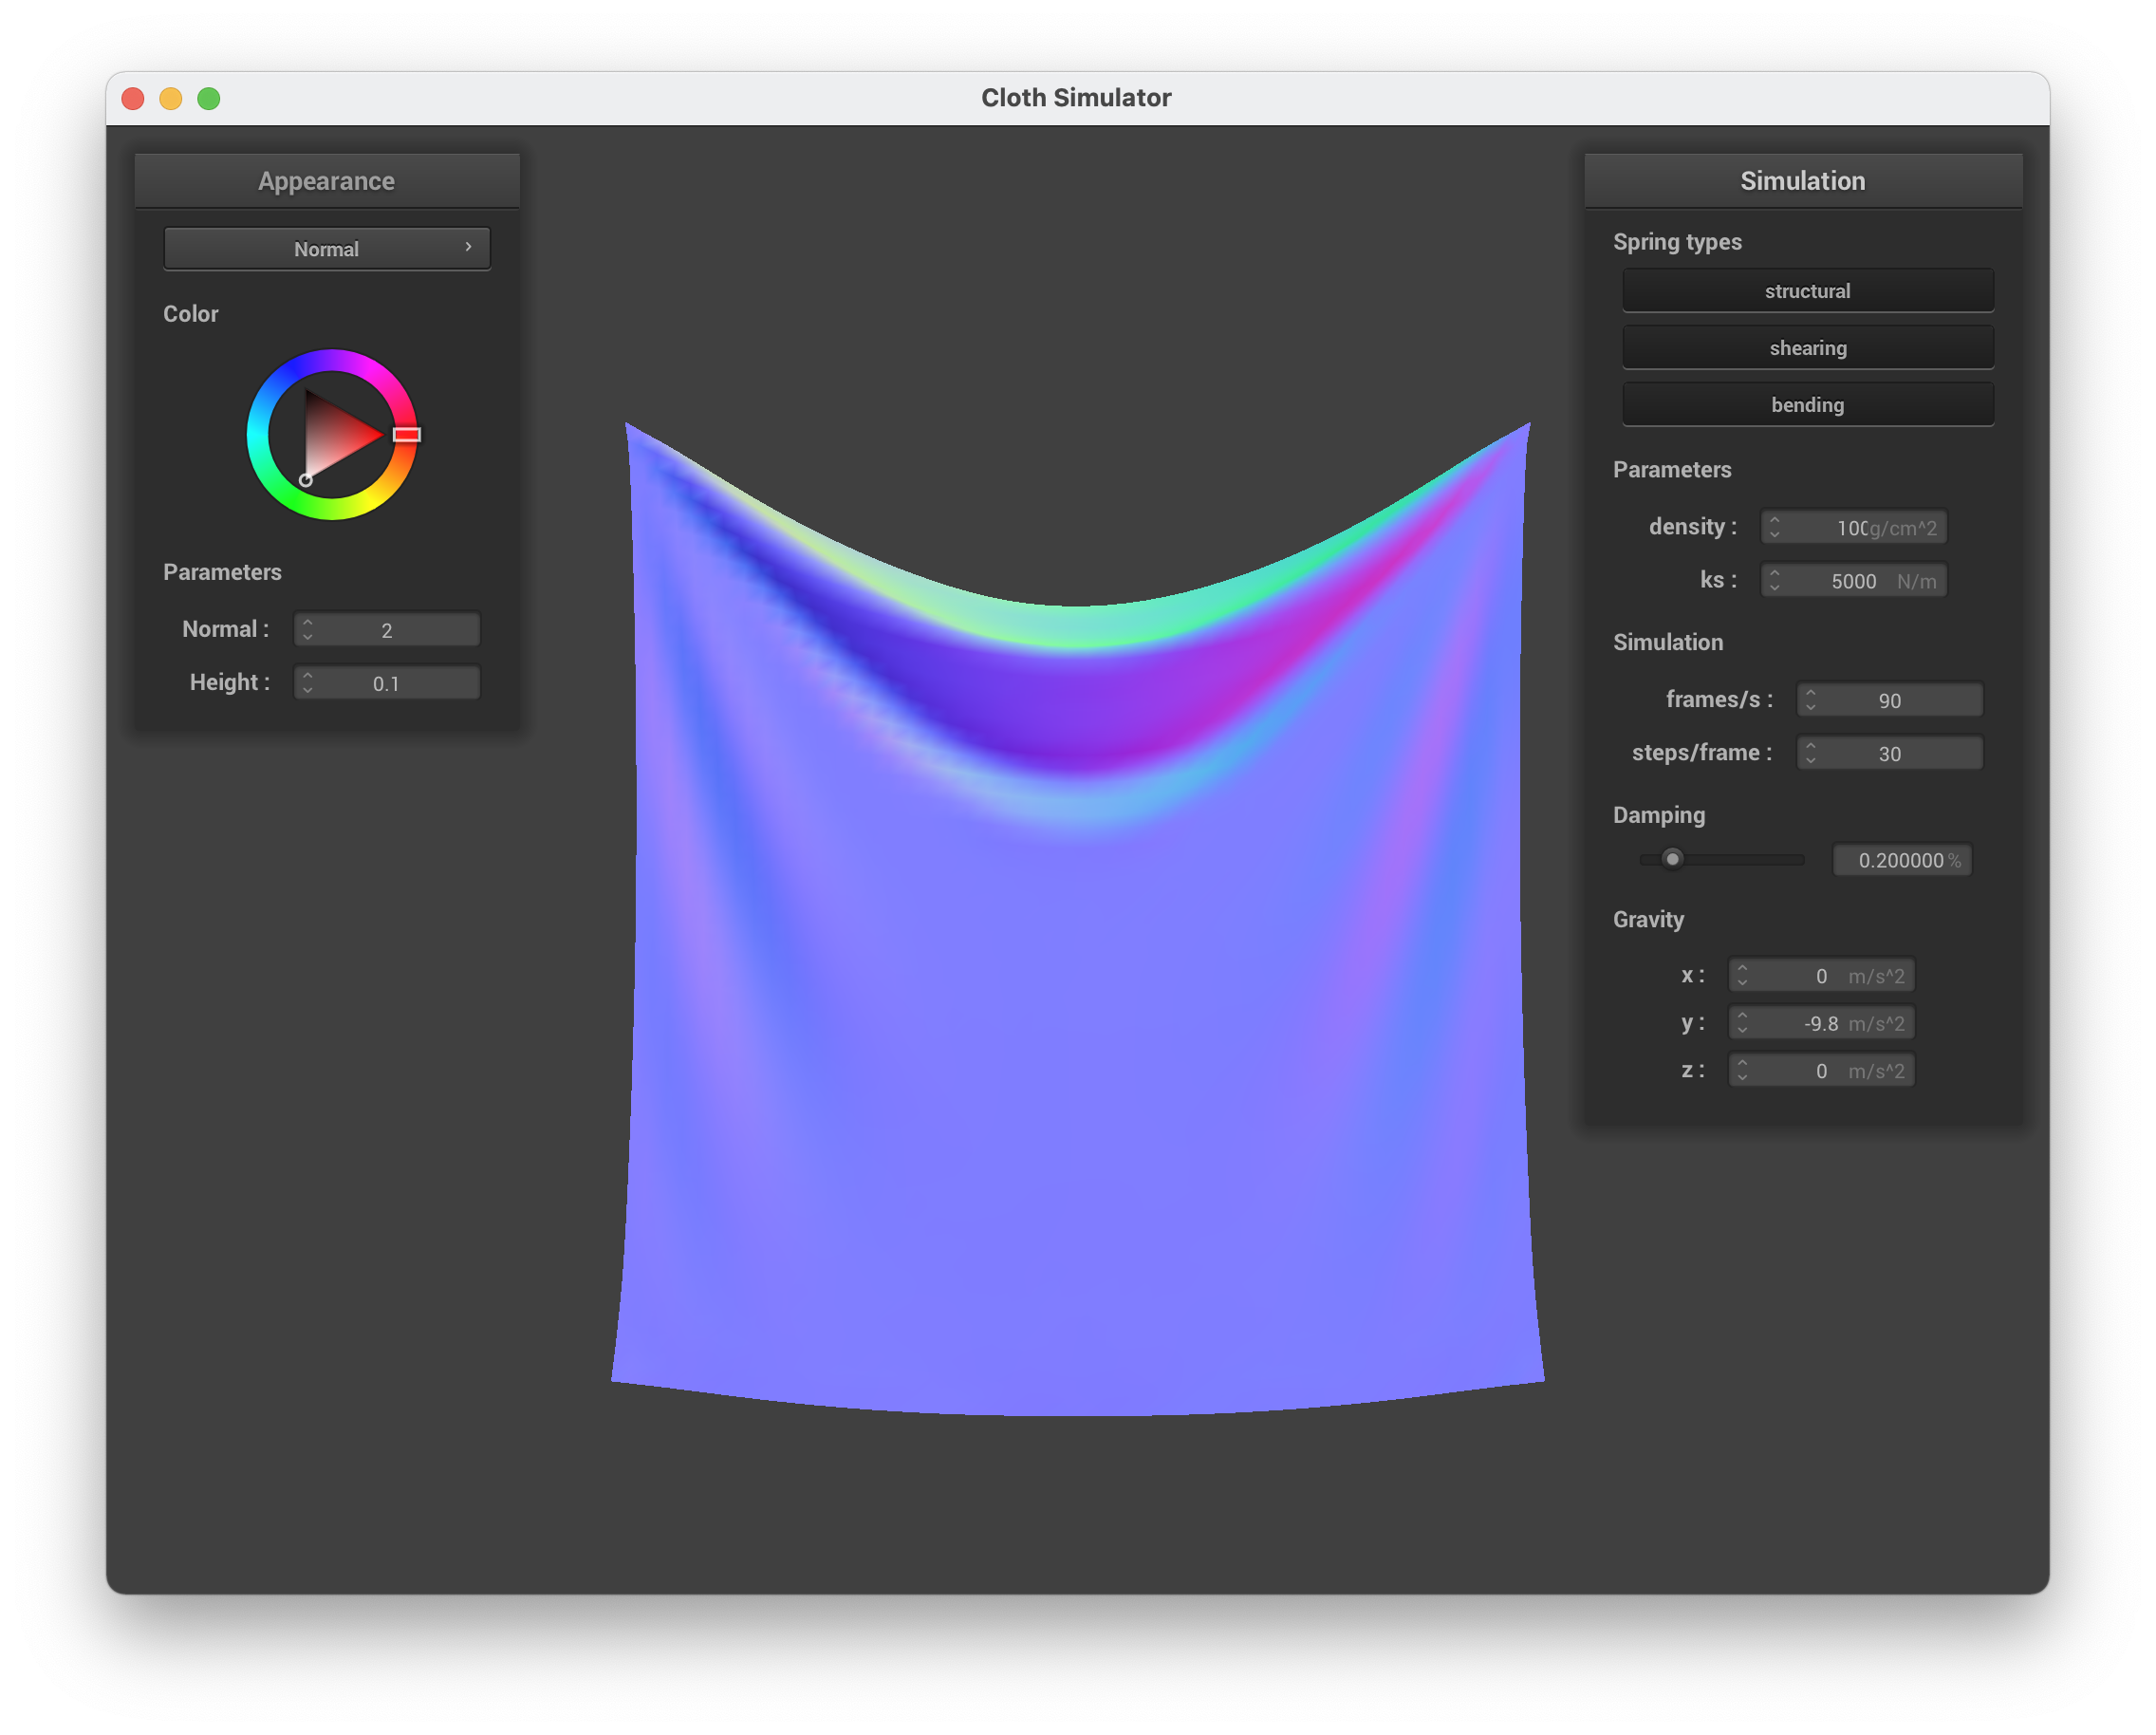 Cloth Simulator
Appearance
Normal
Color
Parameters
Normal : 2
Height : 0.1
Simulation
Spring types
structural
shearing
bending
Parameters
density : 100 g/cm^2
ks : 5000 N/m
Simulation
frames/s : 90
steps/frame : 30
Damping
0.200000 %
Gravity
x : 0 m/s^2
y : -9.8 m/s^2
z : 0 m/s^2